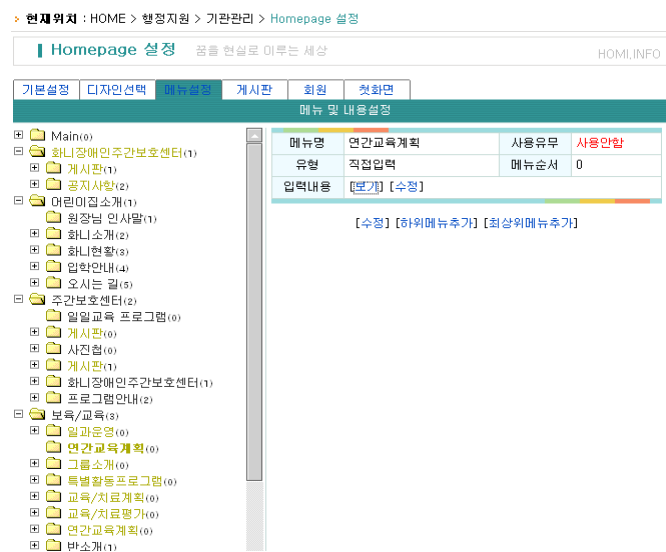 현재위치 : HOME > 행정지원 > 기관관리 > Homepage 설정
Homepage 설정 꿈을 현실로 이루는 세상 HOMI,INFO
기본설정 디자인선택 메뉴설정 게시판 회원 첫화면
메뉴 및 내용설정
Main(0)
화니장애인주간보호센터(1)
게시판(1)
공지사항(2)
어린이집소개(1)
원장님 인사말(1)
화니소개(2)
화니현황(3)
입학안내(4)
오시는 길(5)
주간보호센터(2)
일일교육 프로그램(0)
게시판(0)
사진첩(0)
게시판(1)
화니장애인주간보호센터(1)
프로그램안내(2)
보육/교육(3)
일과운영(0)
연간교육계획(0)
그룹소개(0)
특별활동프로그램(0)
교육/치료계획(0)
교육/치료평가(0)
연간교육계획(0)
반소개(1)
메뉴명 연간교육계획 사용유무 사용안함
유형 직접입력 메뉴순서 0
입력내용 [보기] [수정]
[수정] [하위메뉴추가] [최상위메뉴추가]